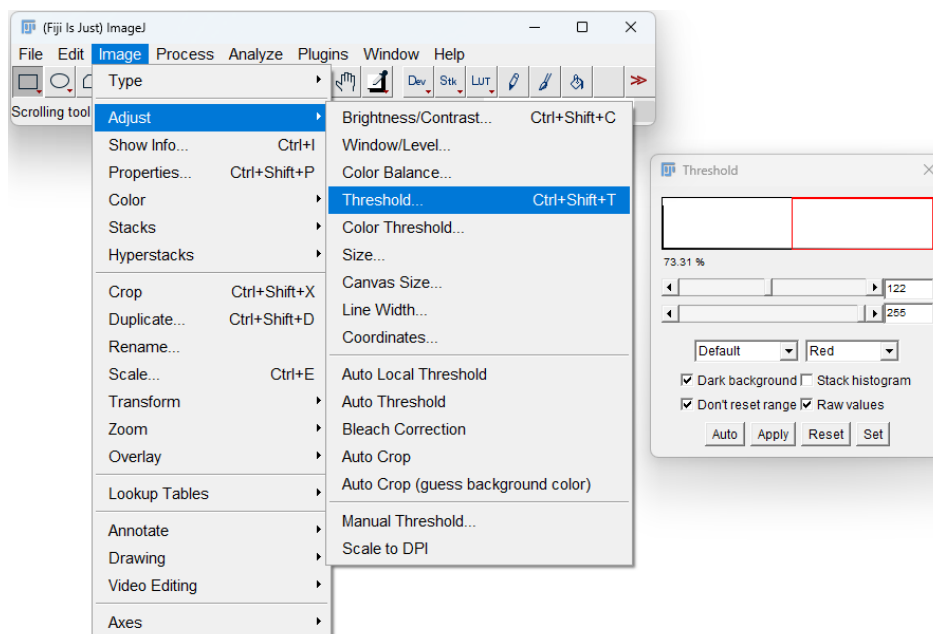 (Fiji Is Just) ImageJ
File Edit Image Process Analyze Plugins Window Help
Dev Stk LUT
Scrolling tool
Type
Adjust
Show Info... Ctrl+I
Properties... Ctrl+Shift+P
Color
Stacks
Hyperstacks
Crop Ctrl+Shift+X
Duplicate... Ctrl+Shift+D
Rename...
Scale... Ctrl+E
Transform
Zoom
Overlay
Lookup Tables
Annotate
Drawing
Video Editing
Axes
Brightness/Contrast... Ctrl+Shift+C
Window/Level...
Color Balance...
Threshold... Ctrl+Shift+T
Color Threshold...
Size...
Canvas Size...
Line Width...
Coordinates...
Auto Local Threshold
Auto Threshold
Bleach Correction
Auto Crop
Auto Crop (guess background color)
Manual Threshold...
Scale to DPI
Threshold
73.31 %
122
255
Default Red
Dark background Stack histogram
Don't reset range Raw values
Auto Apply Reset Set